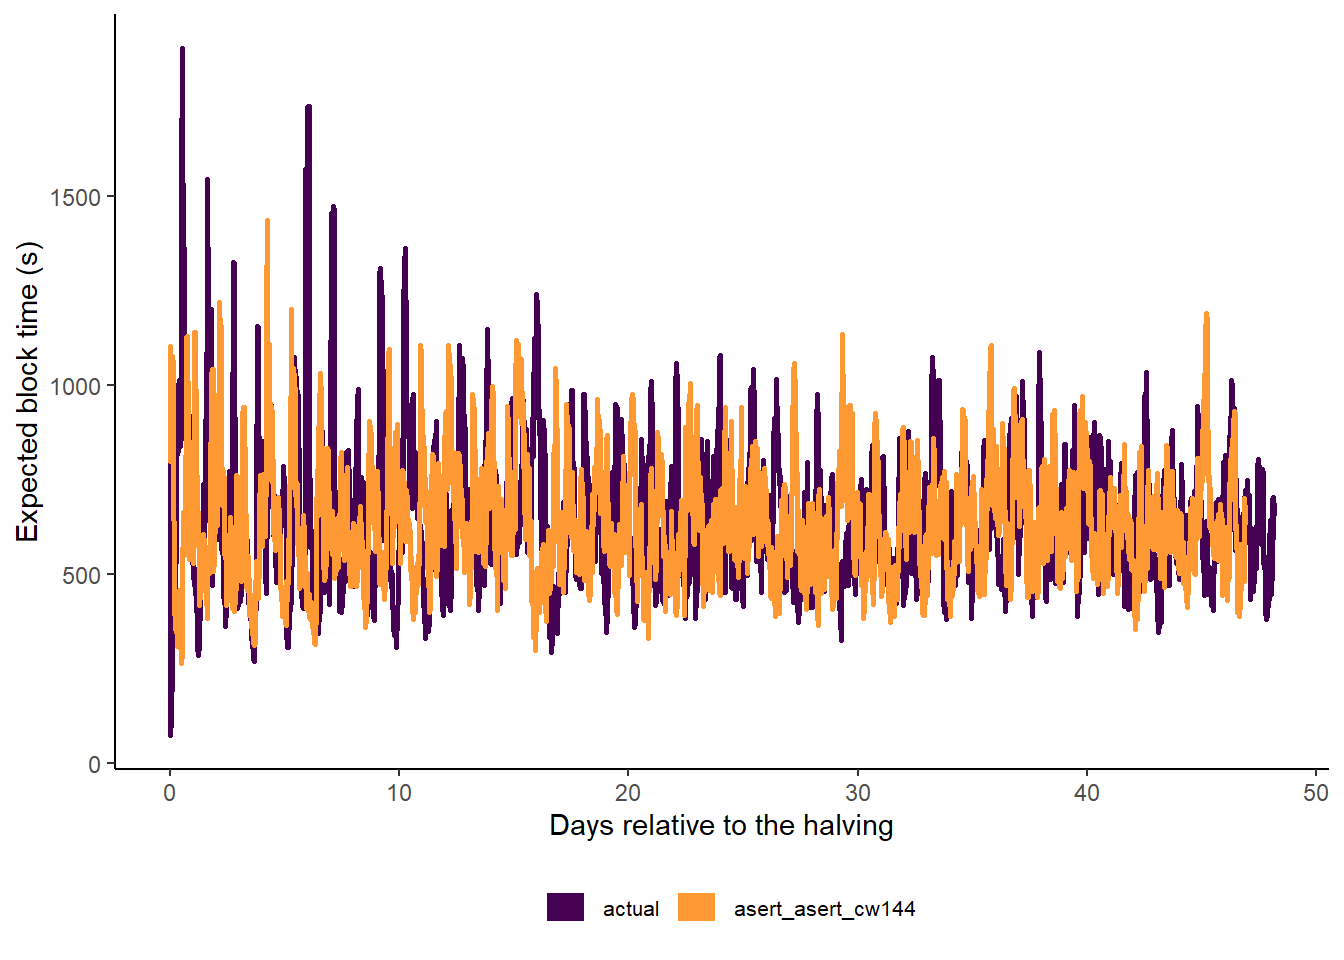 Expected block time (s)
1500
1000
500
0
0 10 20 30 40 50
Days relative to the halving
actual asert_asert_cw144